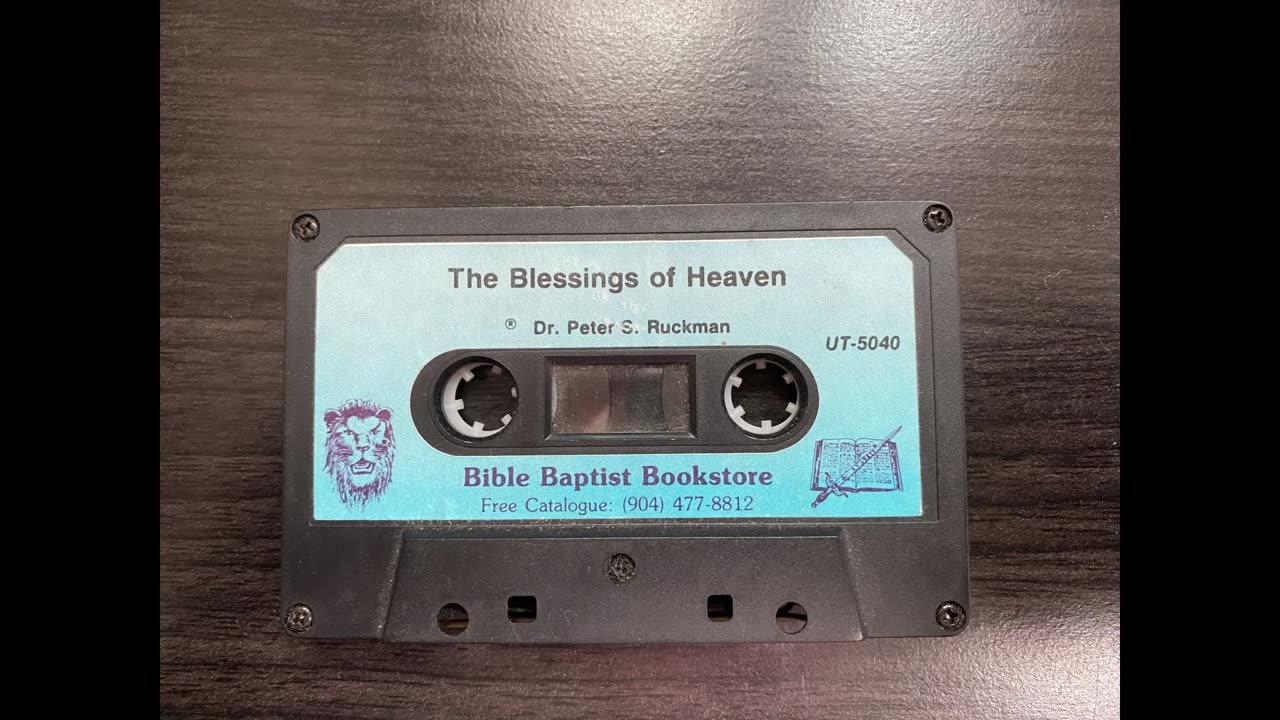 The Blessings of Heaven
® Dr. Peter S. Ruckman
UT-5040
Bible Baptist Bookstore
Free Catalogue: (904) 477-8812